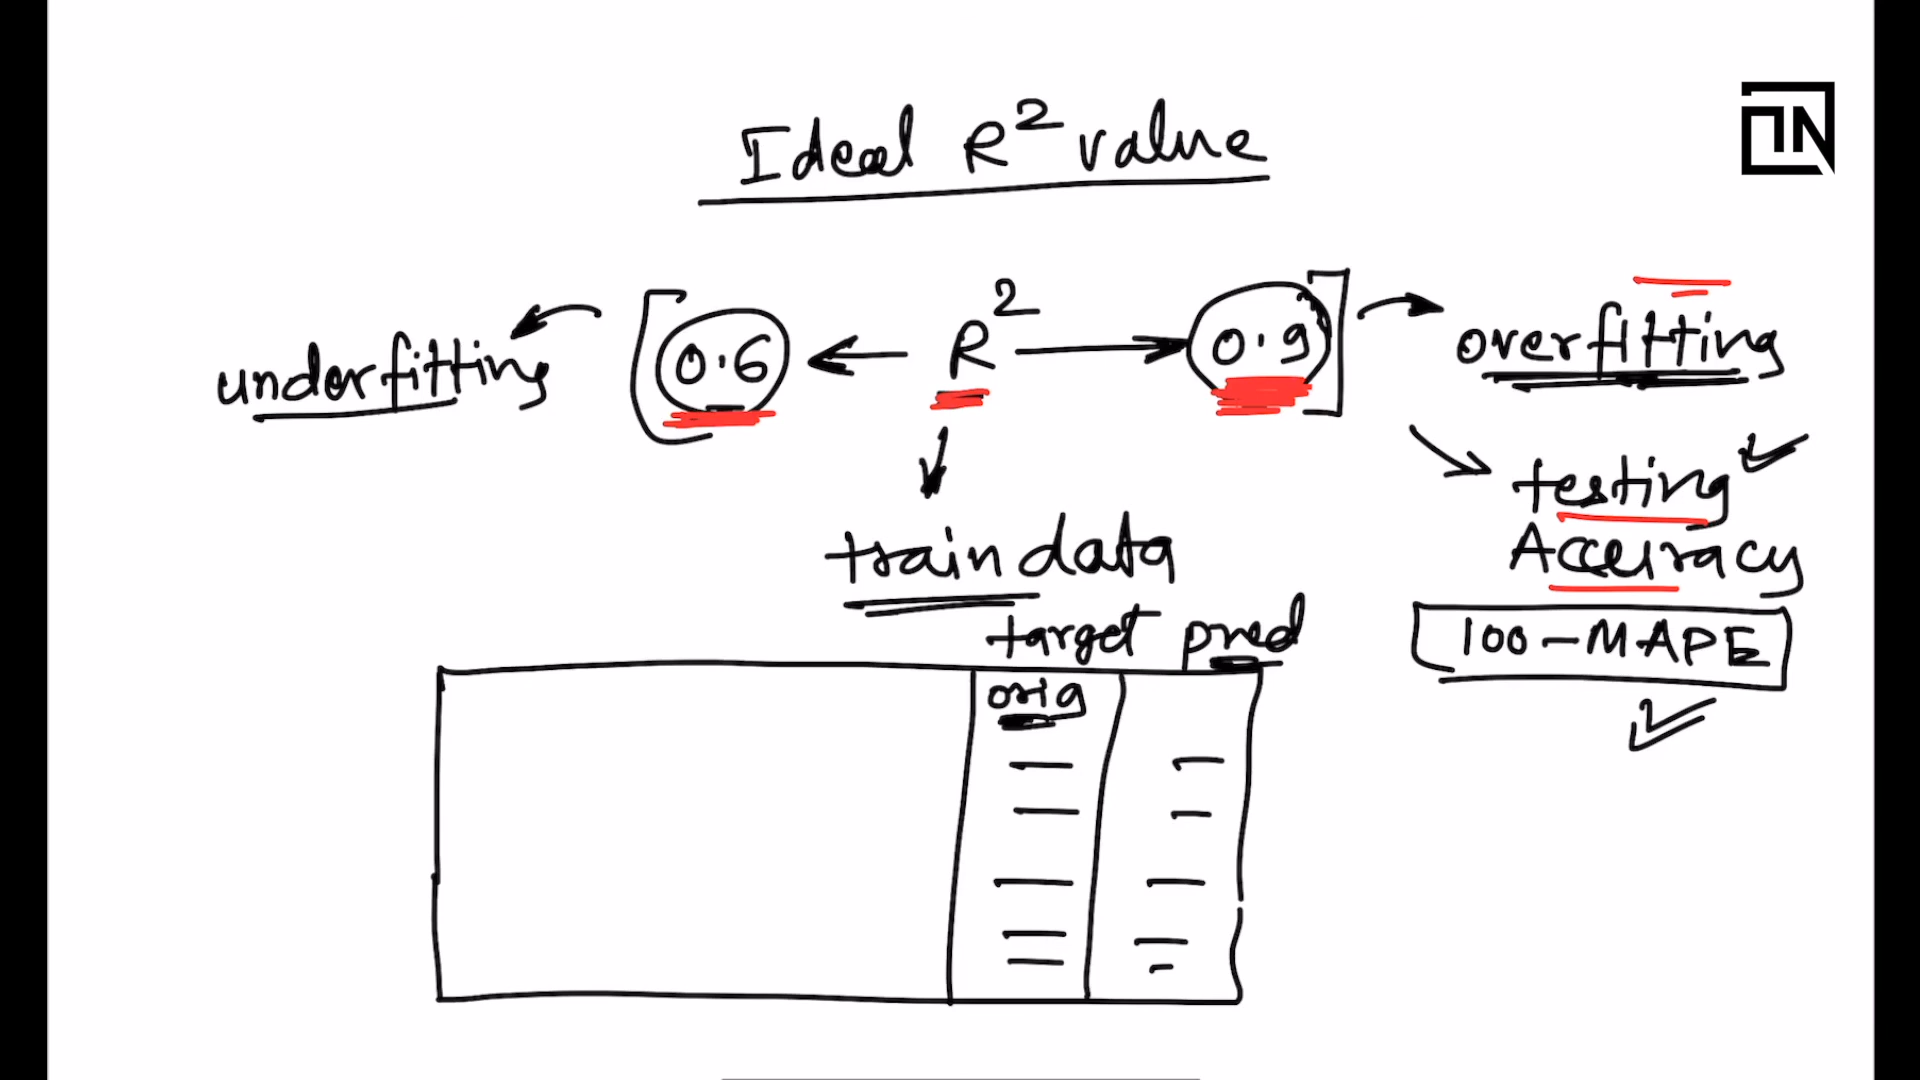 Ideal R² value
underfitting [0.6 ← R² → 0.9] overfitting
testing
Accuracy
train data
target pred
100 - MAPE
orig